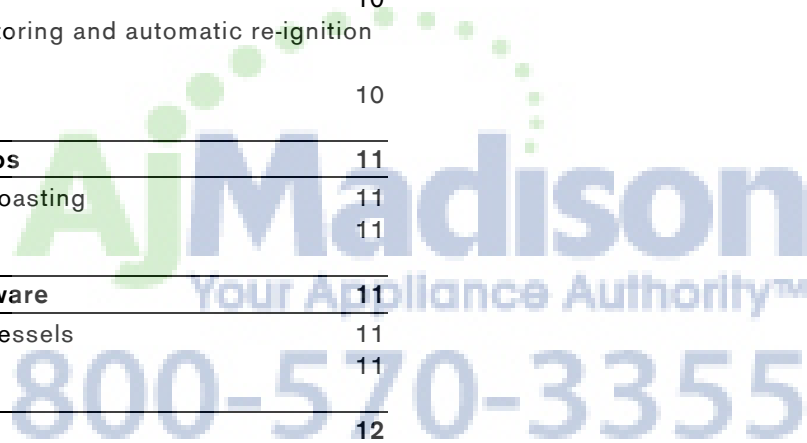 10
toring and automatic re-ignition
10
os 11
oasting 11
11
AjMadison
ware 11
Your Appliance Authority™
essels 11
11
800-570-3355
12